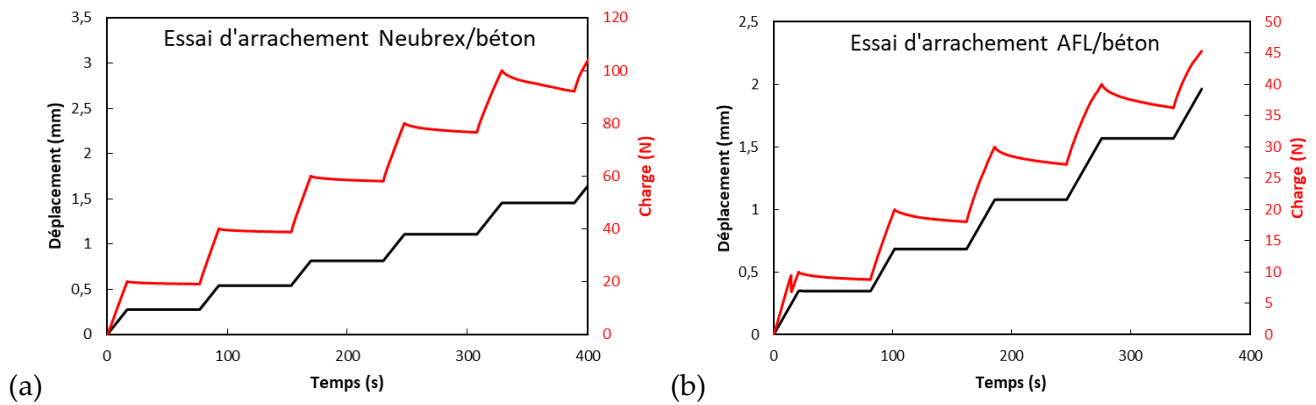 Essai d'arrachement Neubrex/béton
Déplacement (mm)
3,5
3
2,5
2
1,5
1
0,5
0
Charge (N)
120
100
80
60
40
20
0
0 100 200 300 400
Temps (s)
(a)
Essai d'arrachement AFL/béton
Déplacement (mm)
2,5
2
1,5
1
0,5
0
Charge (N)
50
45
40
35
30
25
20
15
10
5
0
0 100 200 300 400
Temps (s)
(b)